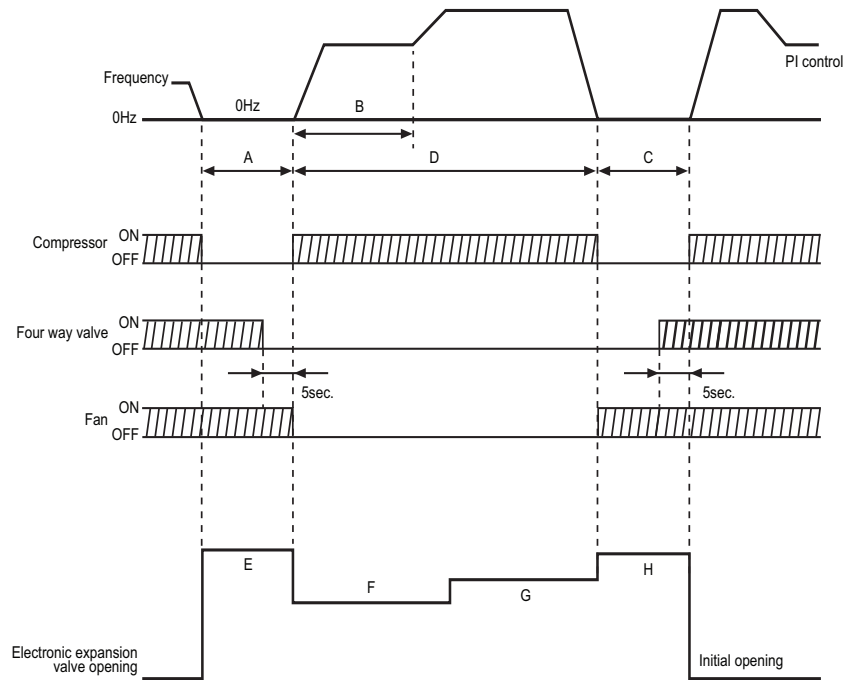 PI control
Frequency
0Hz
0Hz
B
A
D
C
Compressor
ON
OFF
Four way valve
ON
OFF
5sec.
5sec.
Fan
ON
OFF
E
F
G
H
Electronic expansion
valve opening
Initial opening